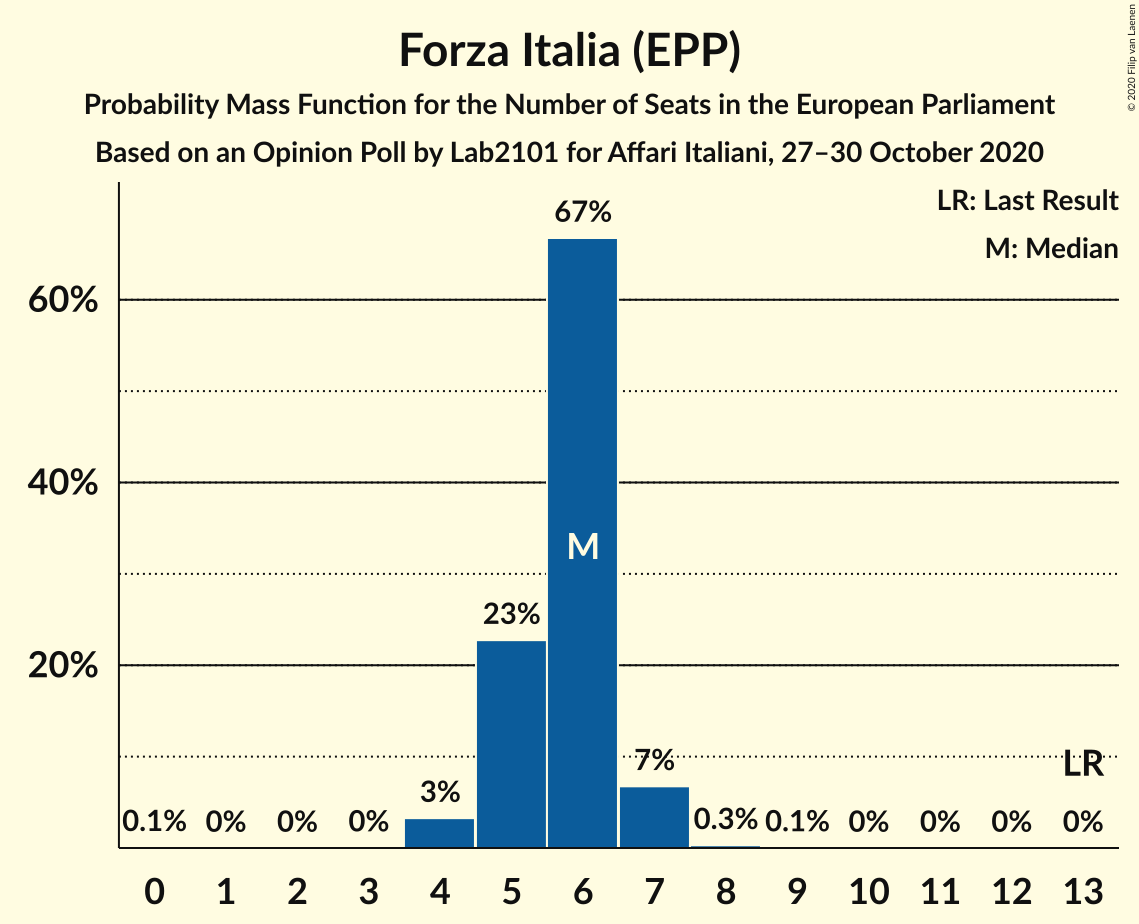 Forza Italia (EPP)
Probability Mass Function for the Number of Seats in the European Parliament
Based on an Opinion Poll by Lab2101 for Affari Italiani, 27–30 October 2020
© 2020 Filip van Laenen
LR: Last Result
M: Median
67%
60%
40%
M
23%
20%
7%
LR
3%
0.1% 0% 0% 0% 0.3% 0.1% 0% 0% 0% 0%
0 1 2 3 4 5 6 7 8 9 10 11 12 13